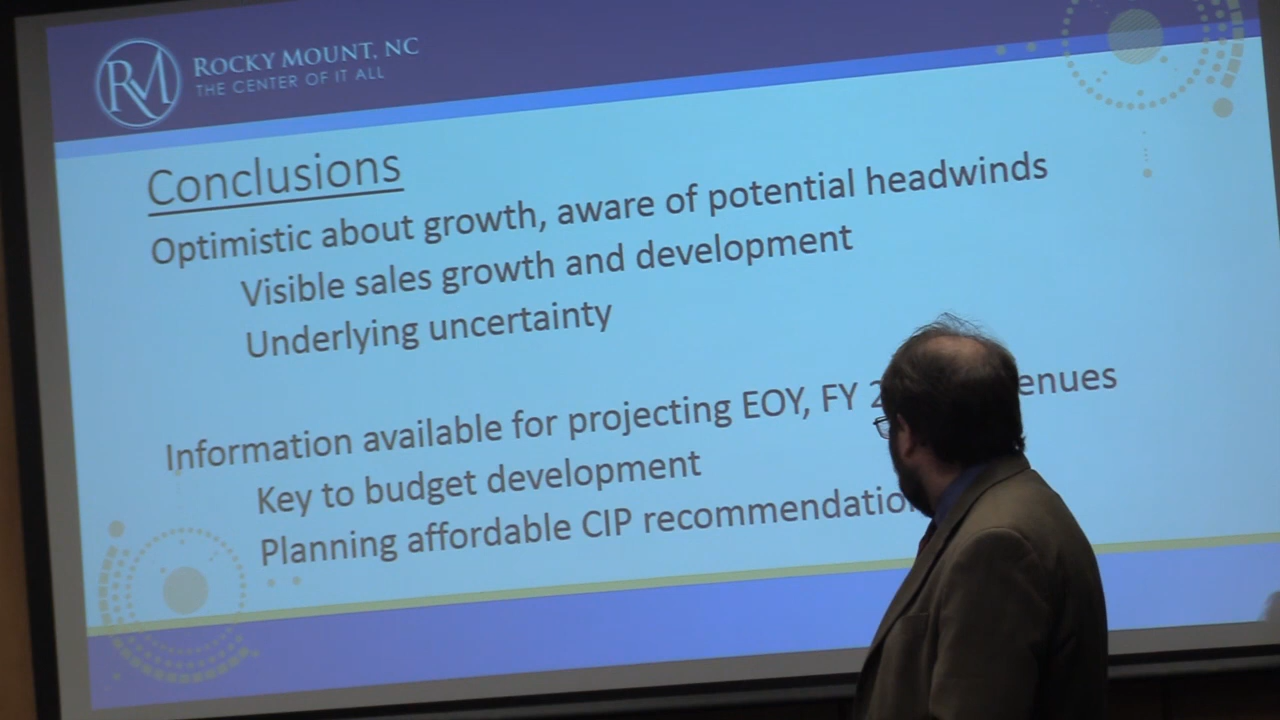 RM
ROCKY MOUNT, NC
THE CENTER OF IT ALL
Conclusions
Optimistic about growth, aware of potential headwinds
Visible sales growth and development
Underlying uncertainty
Information available for projecting EOY, FY
Key to budget development
Planning affordable CIP